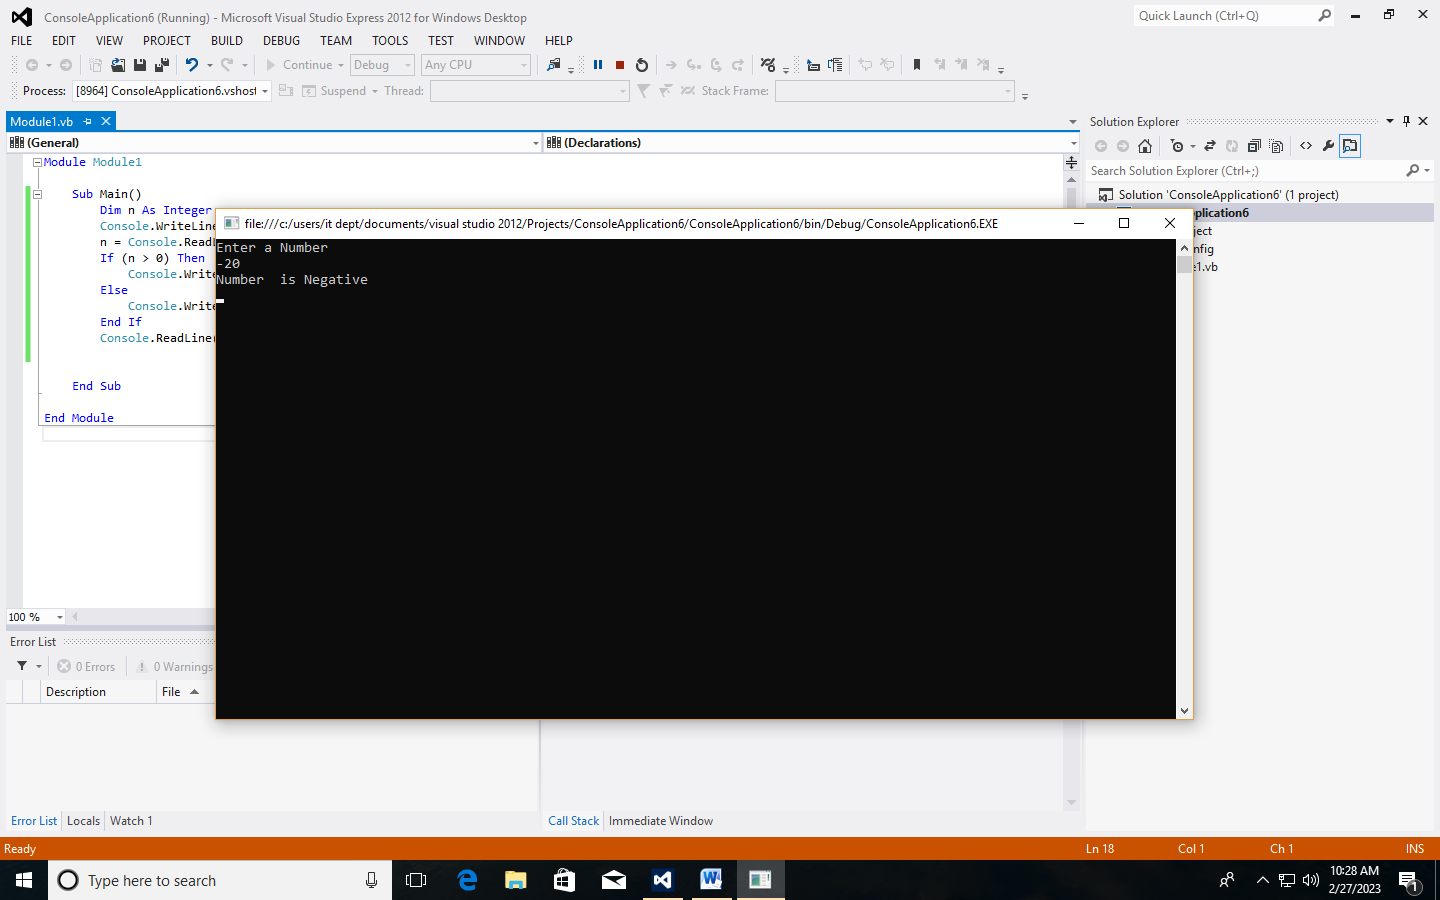 ConsoleApplication6 (Running) - Microsoft Visual Studio Express 2012 for Windows Desktop
Quick Launch (Ctrl+Q)
FILE EDIT VIEW PROJECT BUILD DEBUG TEAM TOOLS TEST WINDOW HELP
Continue Debug Any CPU
Process: [8964] ConsoleApplication6.vshost Suspend Thread: Stack Frame:
Module1.vb
(General) (Declarations)
Module Module1
Sub Main()
Dim n As Integer
Console.WriteLine
n = Console.ReadL
If (n > 0) Then
Console.Write
Else
Console.Write
End If
Console.ReadLine
End Sub
End Module
100 %
file:///c:/users/it dept/documents/visual studio 2012/Projects/ConsoleApplication6/ConsoleApplication6/bin/Debug/ConsoleApplication6.EXE
Enter a Number
-20
Number  is Negative
Solution Explorer
Search Solution Explorer (Ctrl+;)
Solution 'ConsoleApplication6' (1 project)
plication6
ject
nfig
e1.vb
Error List
0 Errors 0 Warnings
Description File
Error List Locals Watch 1
Call Stack Immediate Window
Ready Ln 18 Col 1 Ch 1 INS
Type here to search
10:28 AM
2/27/2023
1